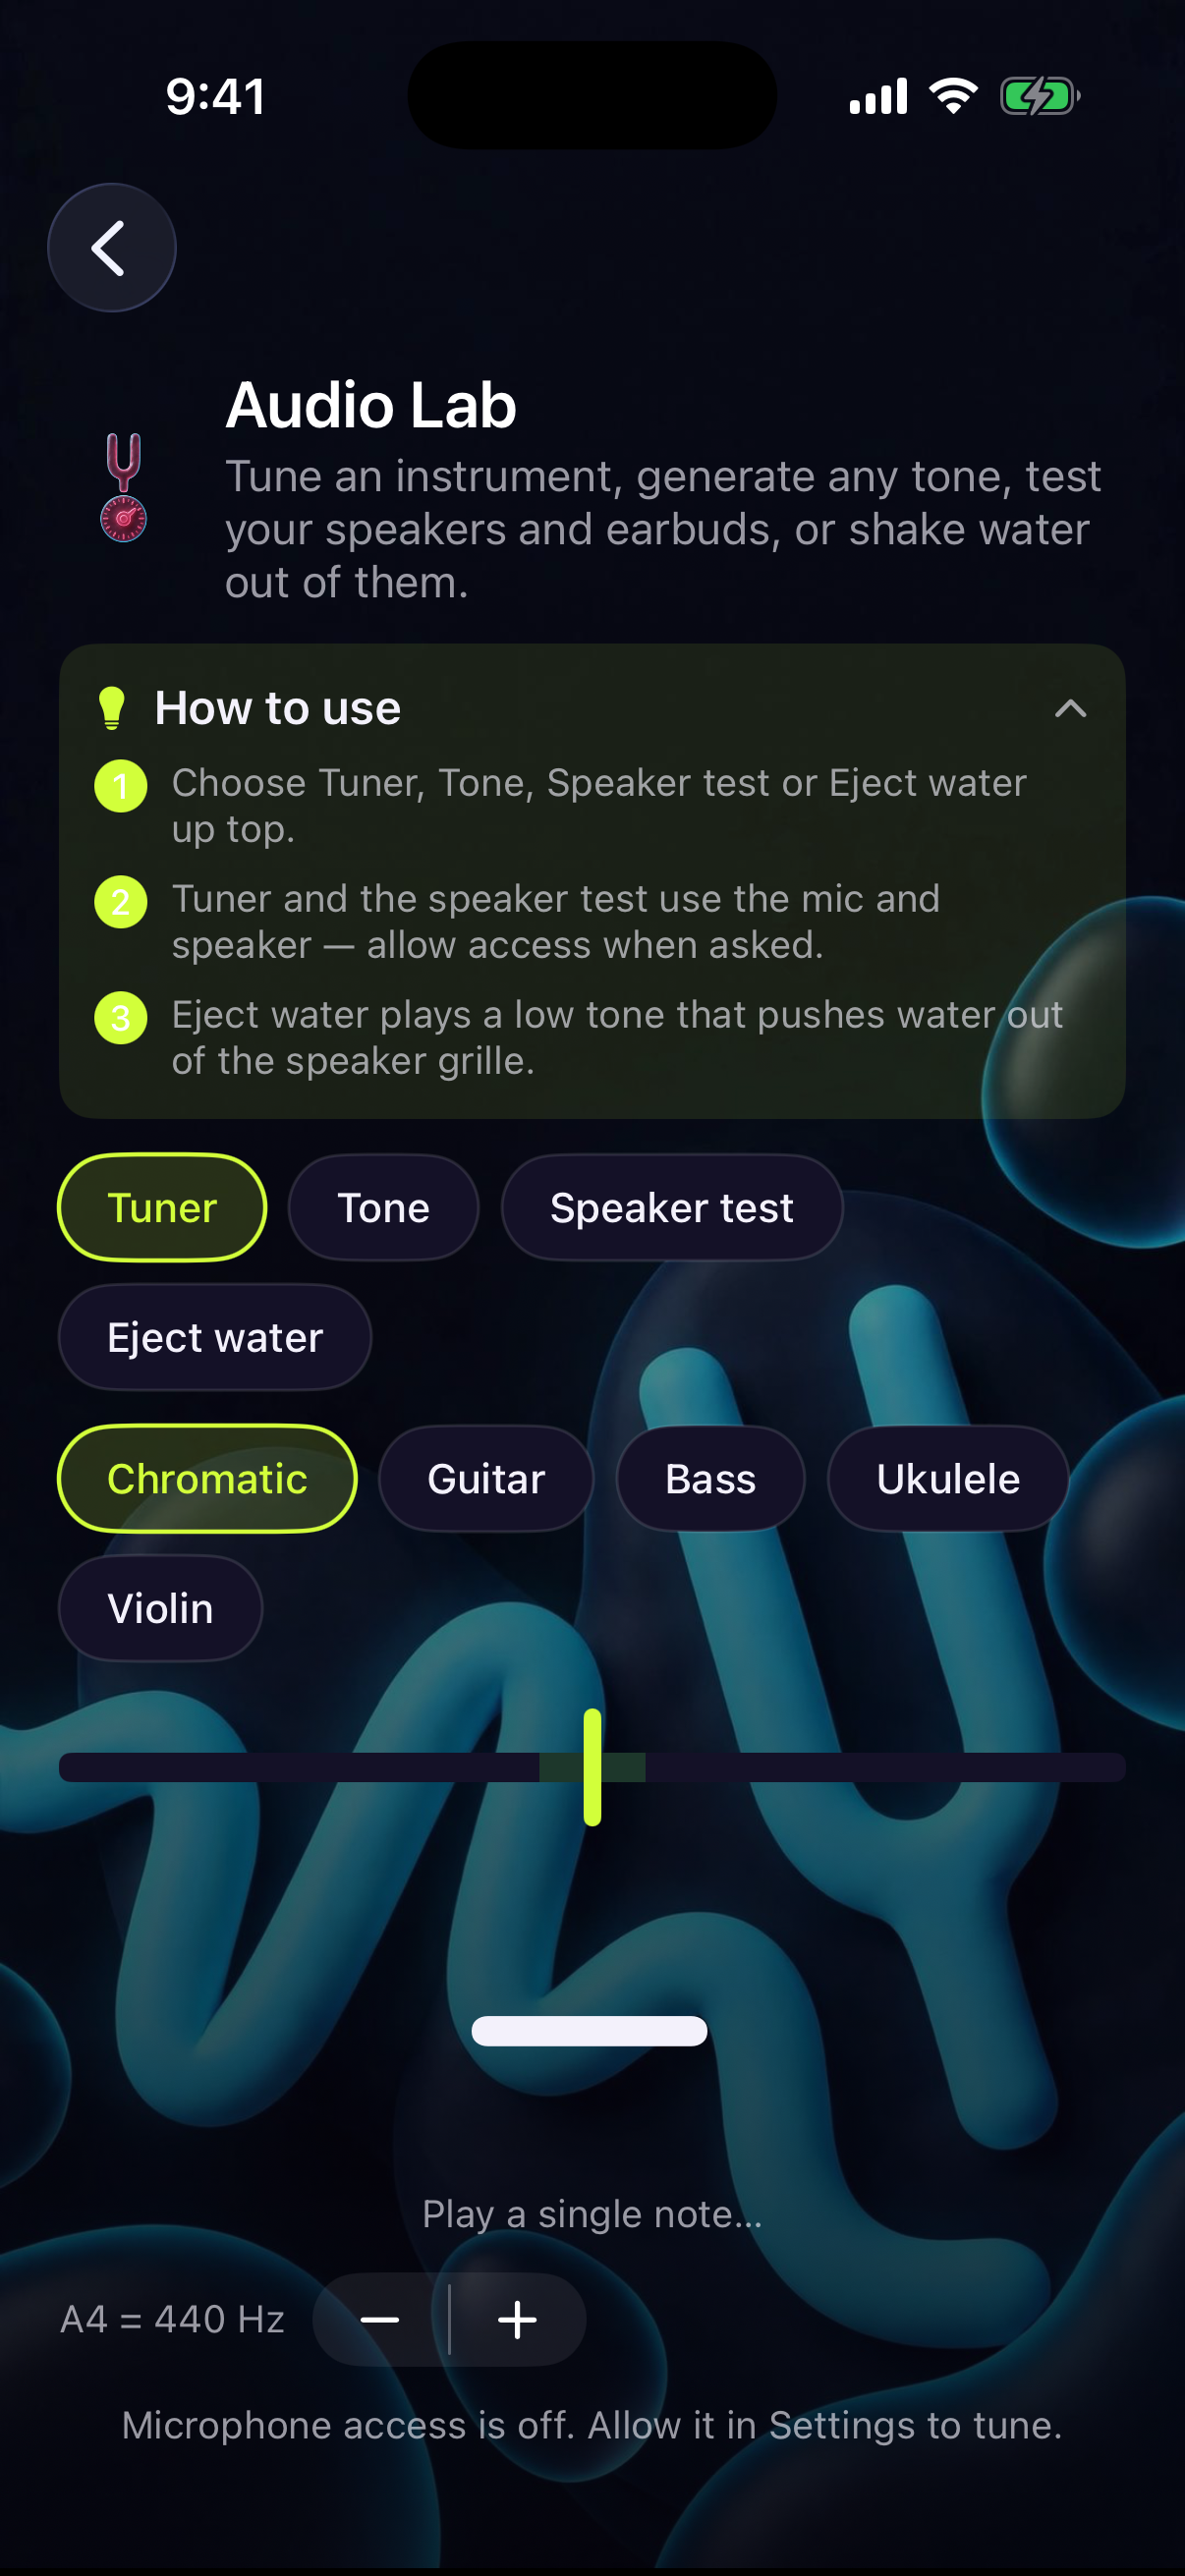 9:41
Audio Lab
Tune an instrument, generate any tone, test
your speakers and earbuds, or shake water
out of them.
How to use
1 Choose Tuner, Tone, Speaker test or Eject water
up top.
2 Tuner and the speaker test use the mic and
speaker — allow access when asked.
3 Eject water plays a low tone that pushes water out
of the speaker grille.
Tuner Tone Speaker test
Eject water
Chromatic Guitar Bass Ukulele
Violin
—
Play a single note...
A4 = 440 Hz − +
Microphone access is off. Allow it in Settings to tune.